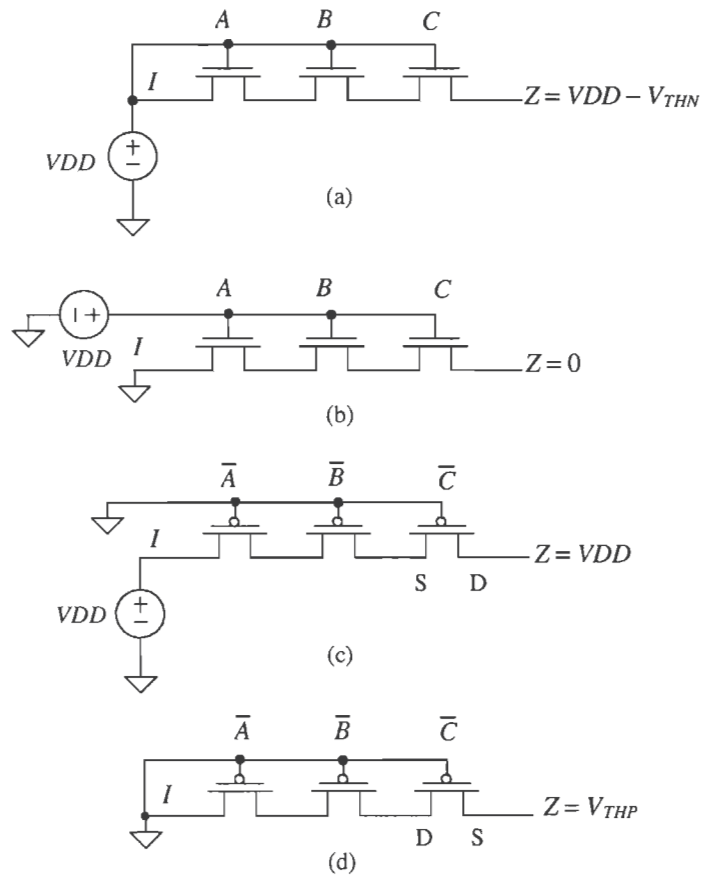 A B C
I
Z = VDD − V_THN
+
−
VDD
(a)
A B C
− +
VDD
I
Z = 0
(b)
A̅ B̅ C̅
I
Z = VDD
S D
+
−
VDD
(c)
A̅ B̅ C̅
I
Z = V_THP
D S
(d)